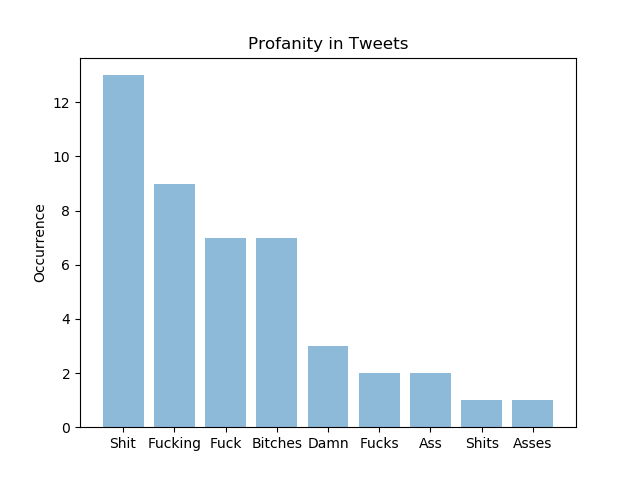 Profanity in Tweets
Occurrence
12
10
8
6
4
2
0
Shit Fucking Fuck Bitches Damn Fucks Ass Shits Asses